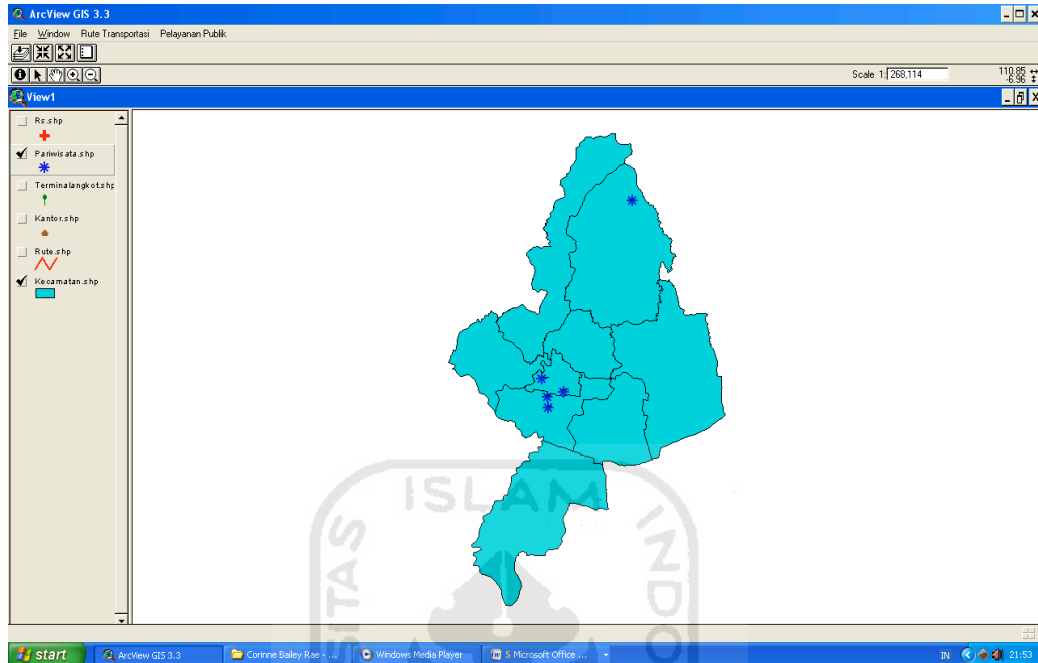 ArcView GIS 3.3
File Window Rute Transportasi Pelayanan Publik
Scale 1: 268,114
110.85
-6.96
View1
Rs.shp
Pariwisata.shp
Terminalangkot.shp
Kantor.shp
Rute.shp
Kecamatan.shp
ISLAM
SITAS
INDO
start
ArcView GIS 3.3
Corinne Bailey Rae - ...
Windows Media Player
5 Microsoft Office ...
IN
21:53